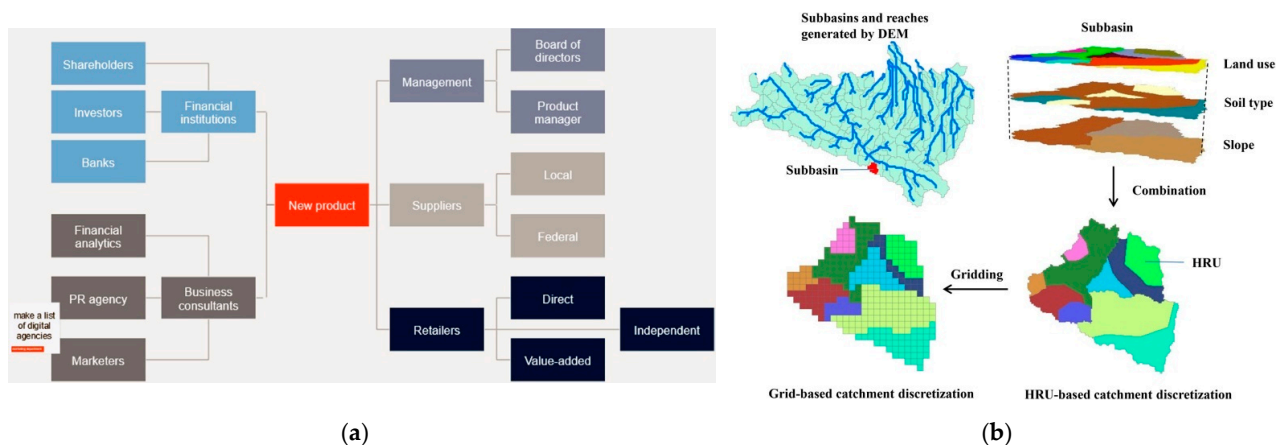 Shareholders
Investors
Banks
Financial
institutions
Financial
analytics
PR agency
Marketers
Business
consultants
make a list
of digital
agencies
New product
Management
Board of
directors
Product
manager
Suppliers
Local
Federal
Retailers
Direct
Value-added
Independent
(a)
Subbasins and reaches
generated by DEM
Subbasin
Subbasin
Land use
Soil type
Slope
Combination
HRU
Gridding
Grid-based catchment discretization
HRU-based catchment discretization
(b)